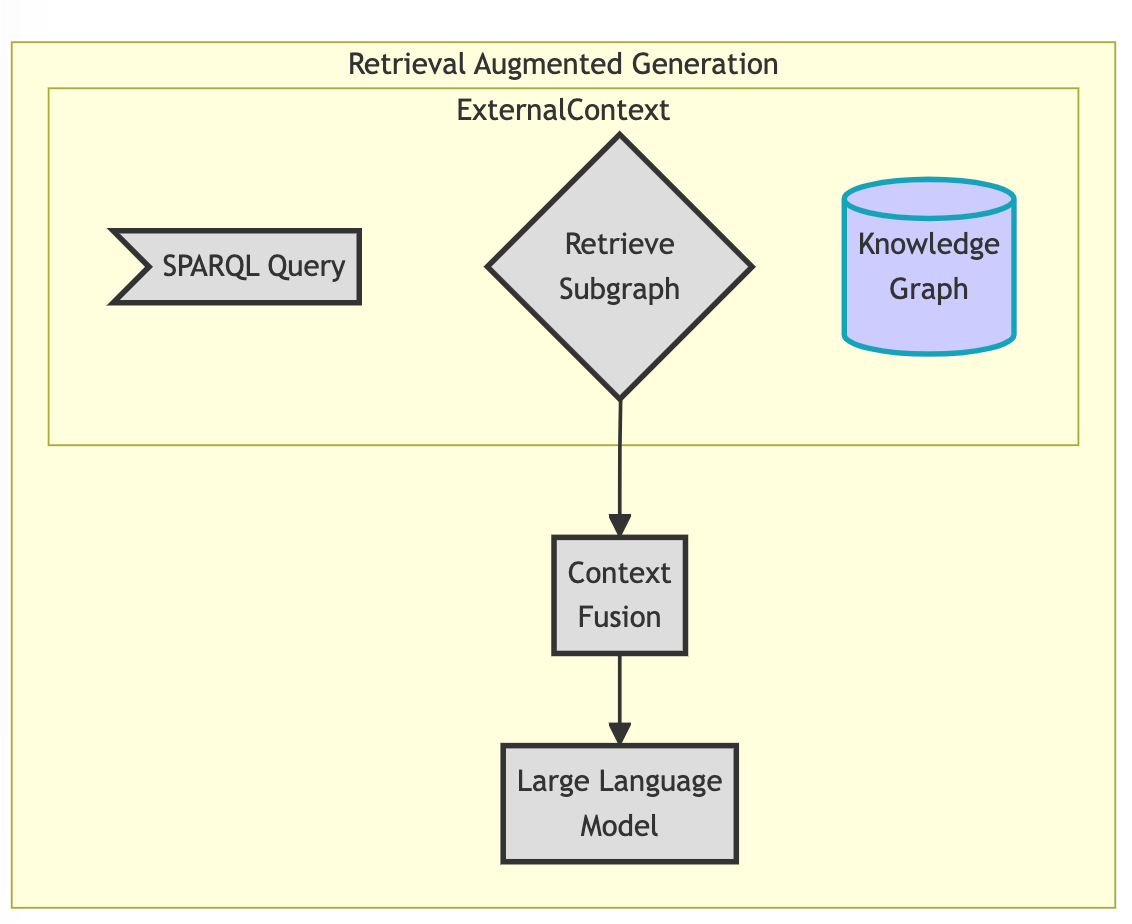 Retrieval Augmented Generation
ExternalContext
SPARQL Query
Retrieve
Subgraph
Knowledge
Graph
Context
Fusion
Large Language
Model